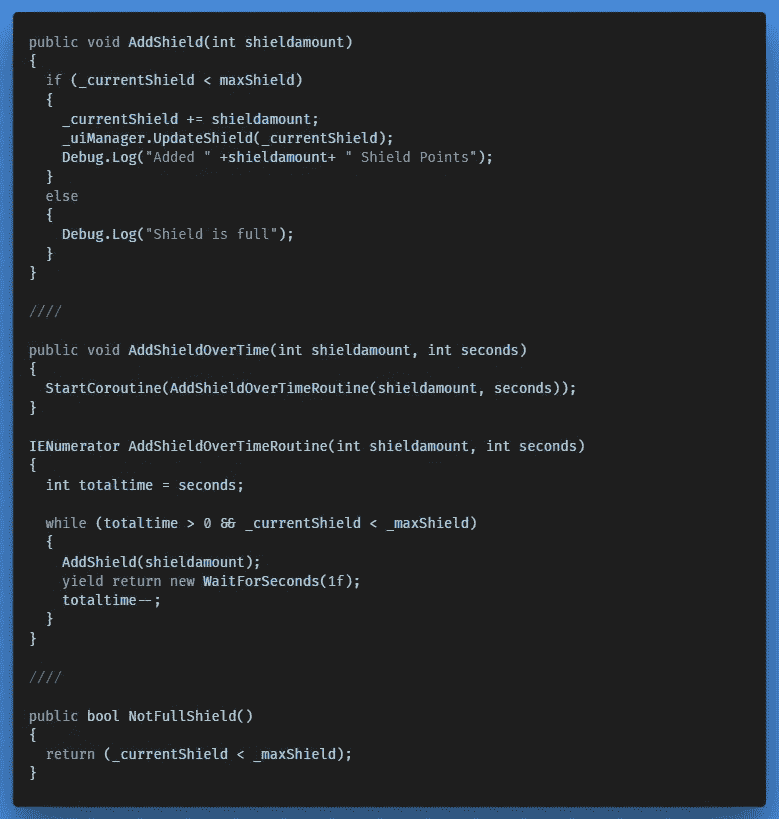 public void AddShield(int shieldamount)
{
  if (_currentShield < maxShield)
  {
    _currentShield += shieldamount;
    _uiManager.UpdateShield(_currentShield);
    Debug.Log("Added " +shieldamount+ " Shield Points");
  }
  else
  {
    Debug.Log("Shield is full");
  }
}

////

public void AddShieldOverTime(int shieldamount, int seconds)
{
  StartCoroutine(AddShieldOverTimeRoutine(shieldamount, seconds));
}

IENumerator AddShieldOverTimeRoutine(int shieldamount, int seconds)
{
  int totaltime = seconds;

  while (totaltime > 0 && _currentShield < _maxShield)
  {
    AddShield(shieldamount);
    yield return new WaitForSeconds(1f);
    totaltime--;
  }
}

////

public bool NotFullShield()
{
  return (_currentShield < _maxShield);
}